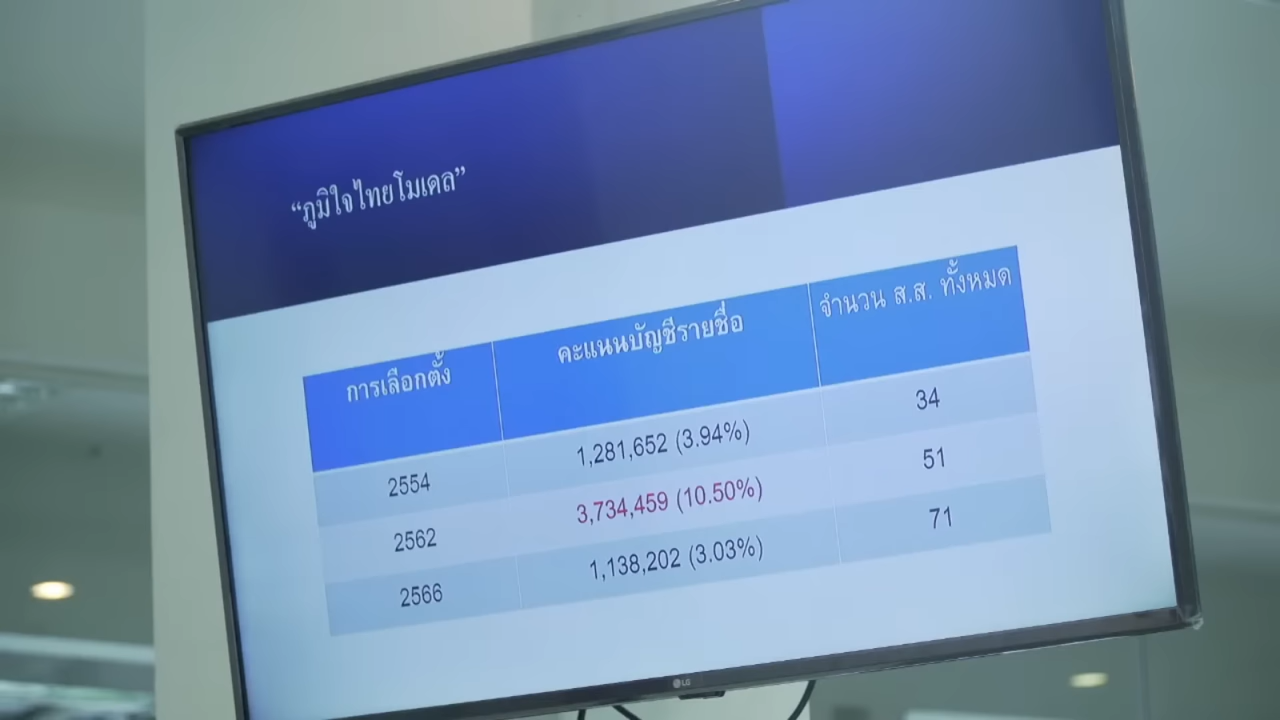 “ภูมิใจไทยโมเดล”
การเลือกตั้ง คะแนนบัญชีรายชื่อ จำนวน ส.ส. ทั้งหมด
2554 1,281,652 (3.94%) 34
2562 3,734,459 (10.50%) 51
2566 1,138,202 (3.03%) 71
LG